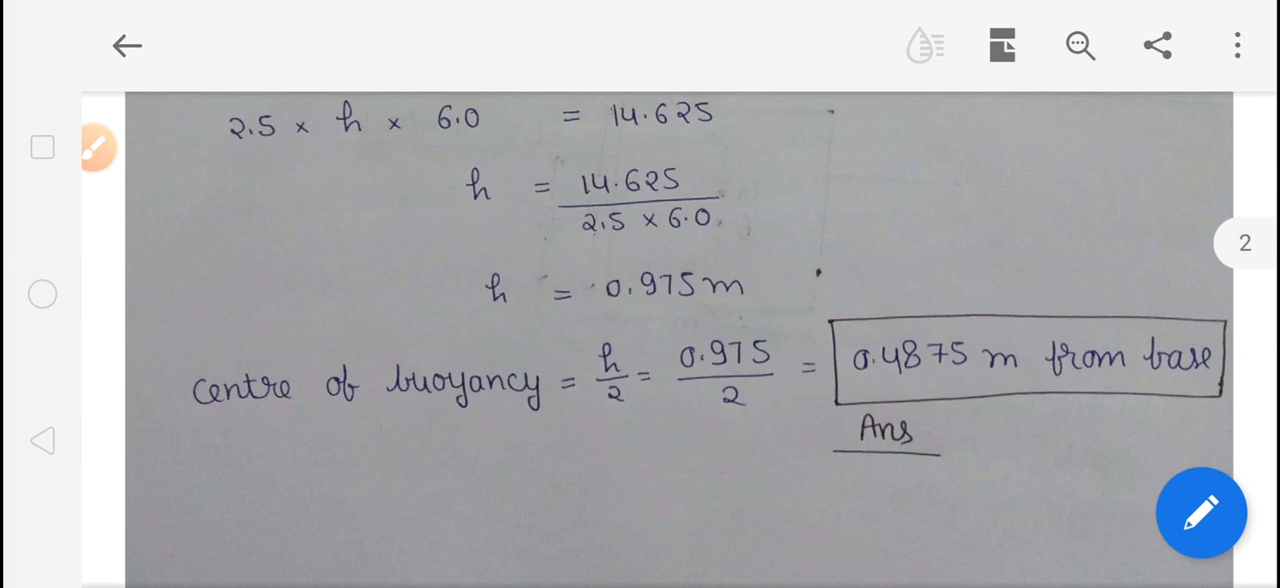 2.5 × h × 6.0 = 14.625
h = 14.625
2.5 × 6.0
h = 0.975 m
2
Centre of buoyancy = h/2 = 0.975/2 = 0.4875 m from base
Ans